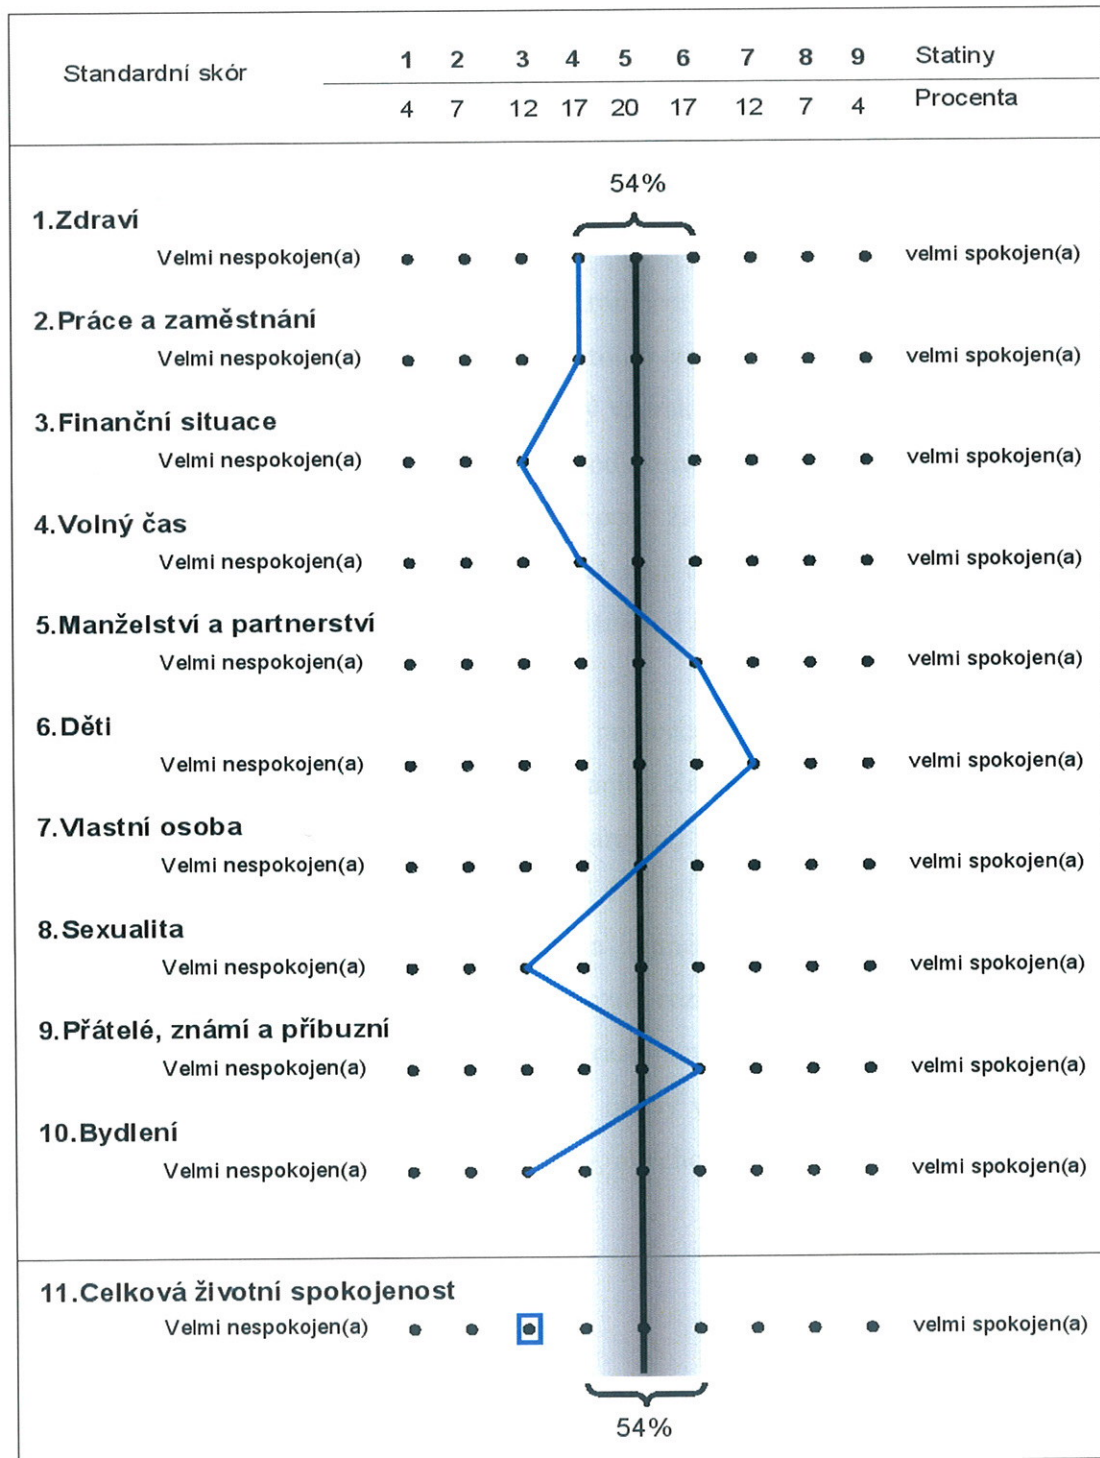 Standardní skór 1 2 3 4 5 6 7 8 9 Statiny
4 7 12 17 20 17 12 7 4 Procenta
54%
1.Zdraví
Velmi nespokojen(a) velmi spokojen(a)
2.Práce a zaměstnání
Velmi nespokojen(a) velmi spokojen(a)
3.Finanční situace
Velmi nespokojen(a) velmi spokojen(a)
4.Volný čas
Velmi nespokojen(a) velmi spokojen(a)
5.Manželství a partnerství
Velmi nespokojen(a) velmi spokojen(a)
6.Děti
Velmi nespokojen(a) velmi spokojen(a)
7.Vlastní osoba
Velmi nespokojen(a) velmi spokojen(a)
8.Sexualita
Velmi nespokojen(a) velmi spokojen(a)
9.Přátelé, známí a příbuzní
Velmi nespokojen(a) velmi spokojen(a)
10.Bydlení
Velmi nespokojen(a) velmi spokojen(a)
11.Celková životní spokojenost
Velmi nespokojen(a) velmi spokojen(a)
54%